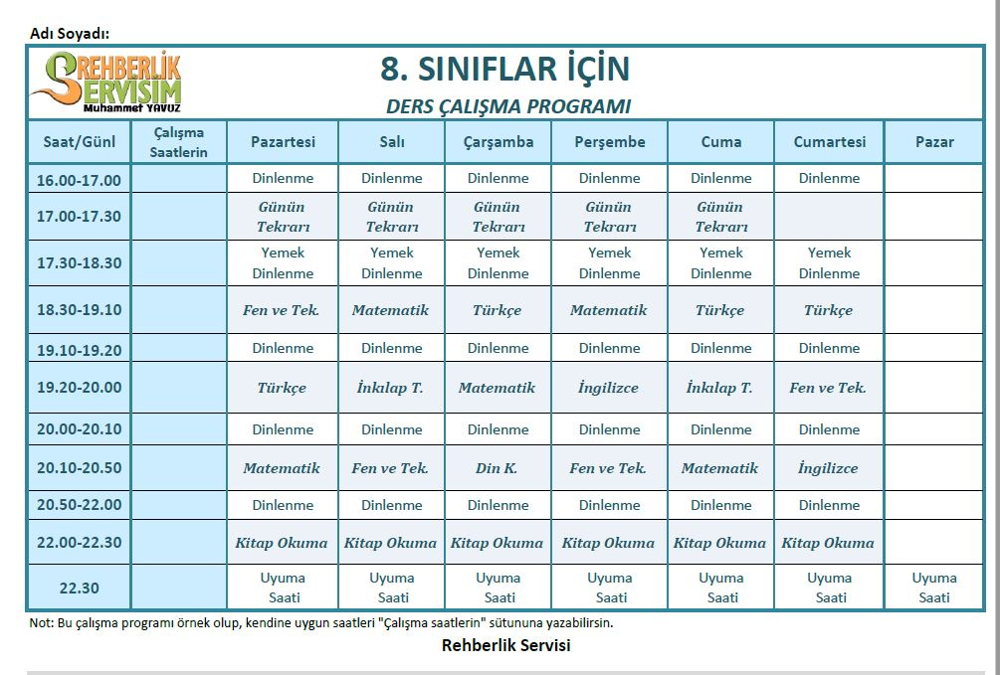 Adı Soyadı:
REHBERLİK
SERVİSİM
Muhammet YAVUZ
8. SINIFLAR İÇİN
DERS ÇALIŞMA PROGRAMI
Saat/Günl Çalışma Saatlerin Pazartesi Salı Çarşamba Perşembe Cuma Cumartesi Pazar
16.00-17.00 Dinlenme Dinlenme Dinlenme Dinlenme Dinlenme Dinlenme
17.00-17.30 Günün Tekrarı Günün Tekrarı Günün Tekrarı Günün Tekrarı Günün Tekrarı
17.30-18.30 Yemek Dinlenme Yemek Dinlenme Yemek Dinlenme Yemek Dinlenme Yemek Dinlenme Yemek Dinlenme
18.30-19.10 Fen ve Tek. Matematik Türkçe Matematik Türkçe Türkçe
19.10-19.20 Dinlenme Dinlenme Dinlenme Dinlenme Dinlenme Dinlenme
19.20-20.00 Türkçe İnkılap T. Matematik İngilizce İnkılap T. Fen ve Tek.
20.00-20.10 Dinlenme Dinlenme Dinlenme Dinlenme Dinlenme Dinlenme
20.10-20.50 Matematik Fen ve Tek. Din K. Fen ve Tek. Matematik İngilizce
20.50-22.00 Dinlenme Dinlenme Dinlenme Dinlenme Dinlenme Dinlenme
22.00-22.30 Kitap Okuma Kitap Okuma Kitap Okuma Kitap Okuma Kitap Okuma Kitap Okuma
22.30 Uyuma Saati Uyuma Saati Uyuma Saati Uyuma Saati Uyuma Saati Uyuma Saati Uyuma Saati
Not: Bu çalışma programı örnek olup, kendine uygun saatleri "Çalışma saatlerin" sütununa yazabilirsin.
Rehberlik Servisi